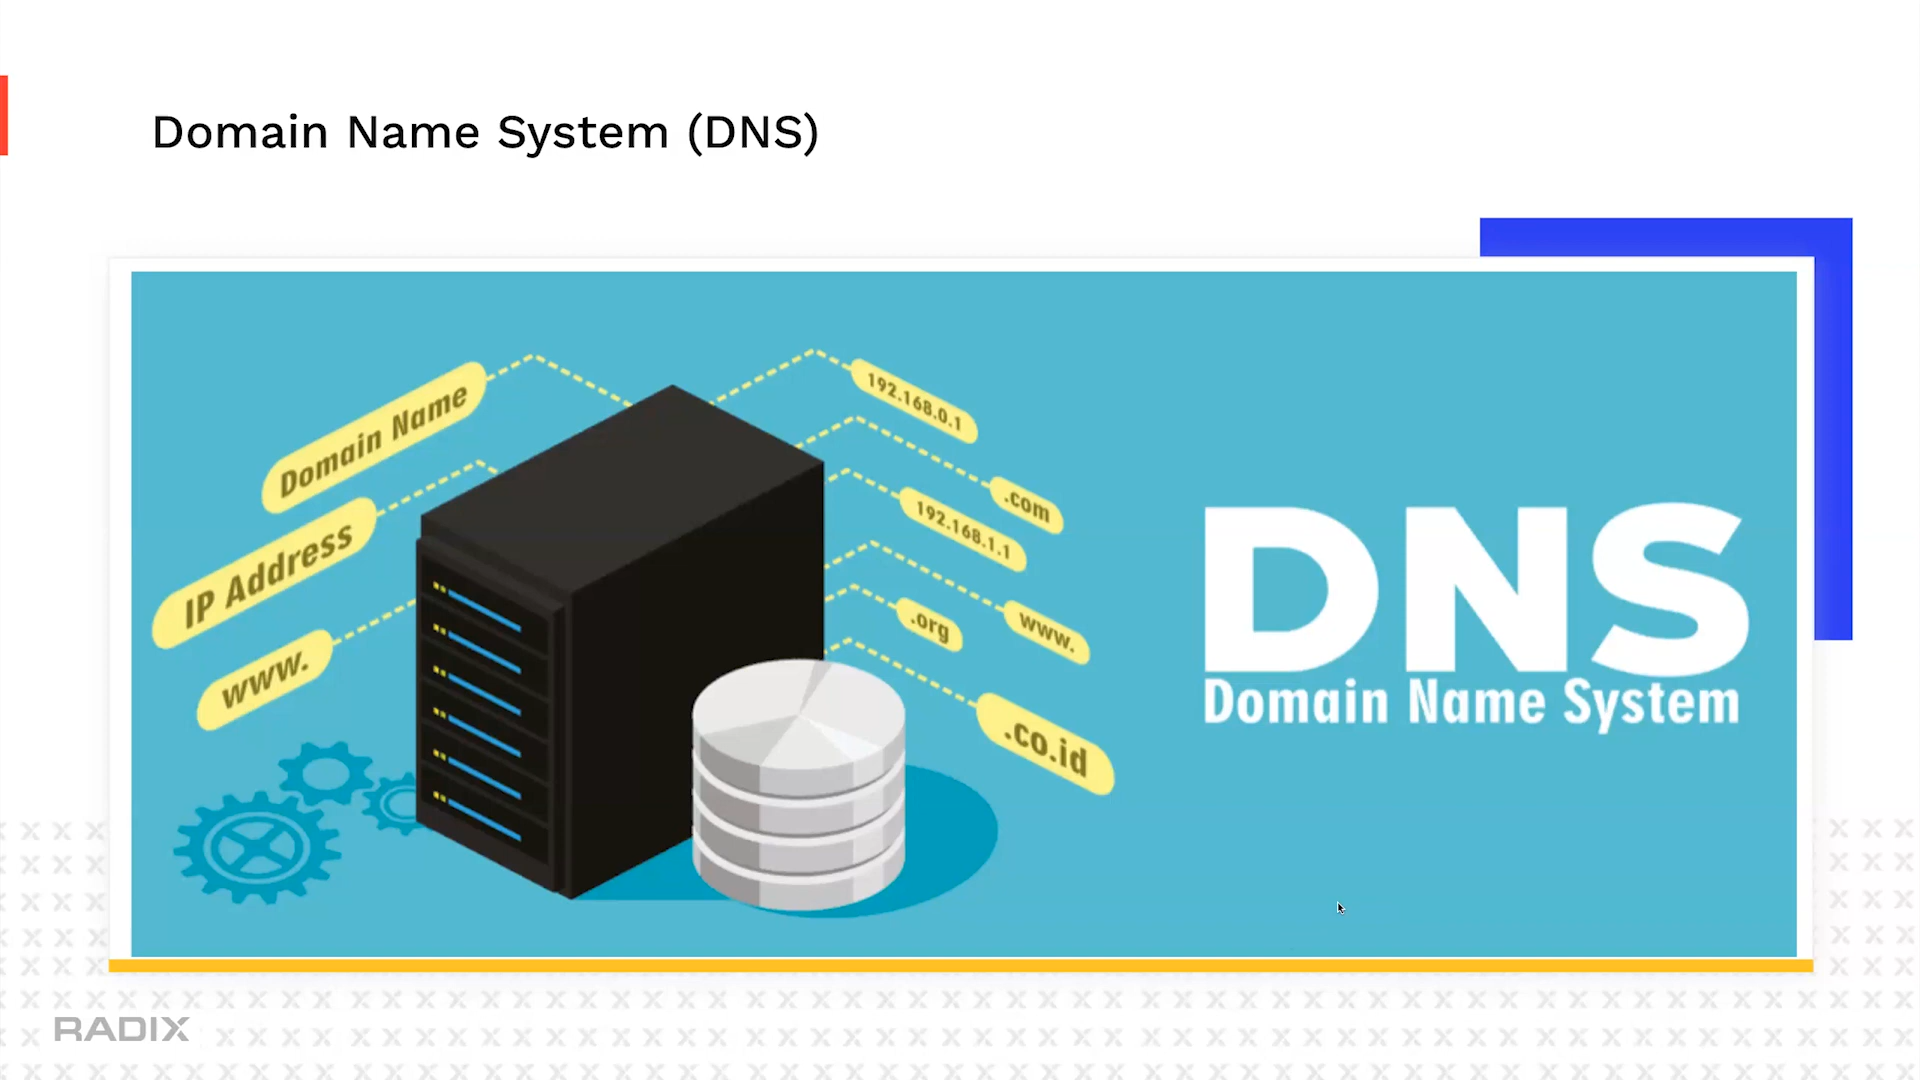 Domain Name System (DNS)
Domain Name
IP Address
www.
192.168.0.1
.com
192.168.1.1
www.
.org
.co.id
DNS
Domain Name System
RADIX